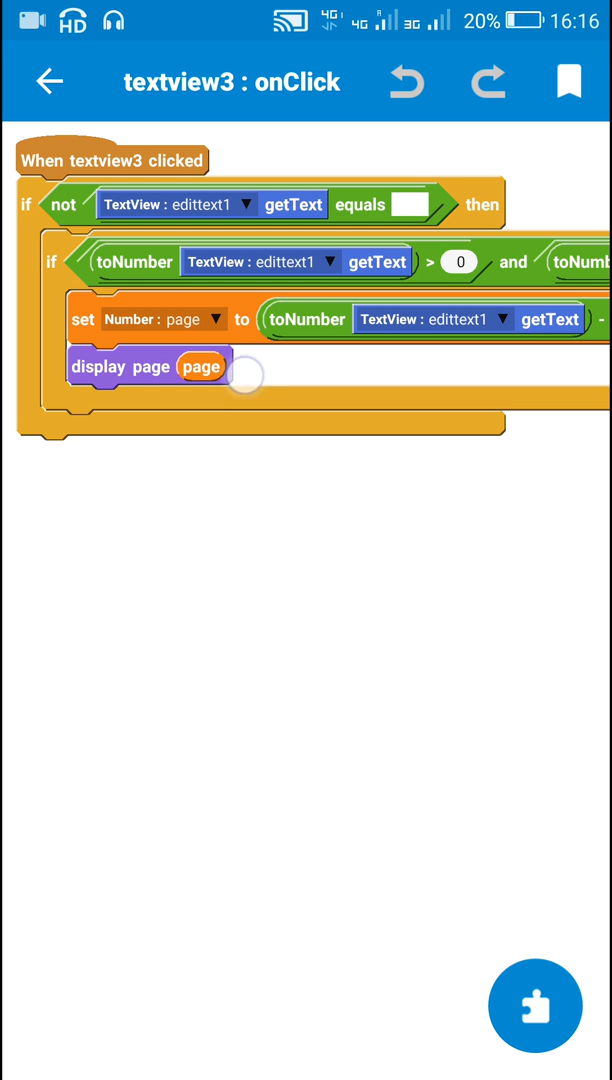 HD 4G 4G R 3G 20% 16:16
textview3 : onClick
When textview3 clicked
if not TextView : edittext1 ▼ getText equals then
if (toNumber TextView : edittext1 ▼ getText) > 0 and (toNumb
set Number : page ▼ to ((toNumber TextView : edittext1 ▼ getText) -
display page page